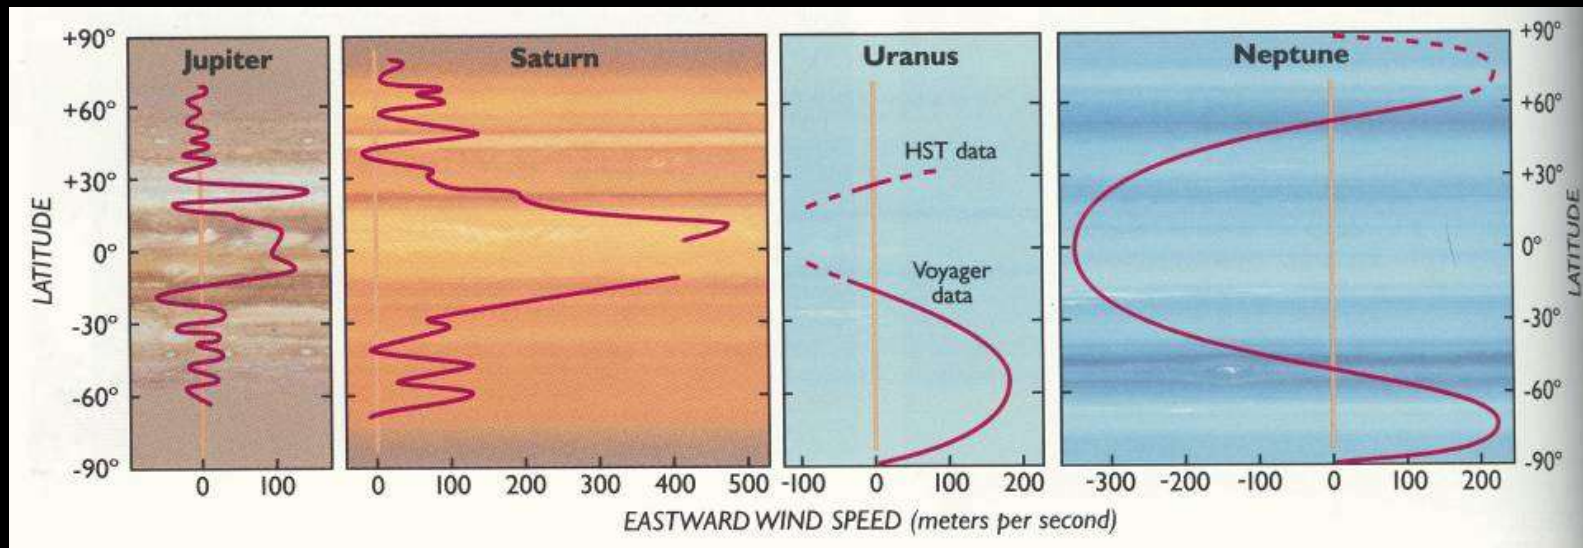 Jupiter
Saturn
Uranus
Neptune
+90°
+60°
+30°
0°
-30°
-60°
-90°
LATITUDE
HST data
Voyager
data
+90°
+60°
+30°
0°
-30°
-60°
-90°
LATITUDE
0 100
0 100 200 300 400 500
-100 0 100 200
-300 -200 -100 0 100 200
EASTWARD WIND SPEED (meters per second)